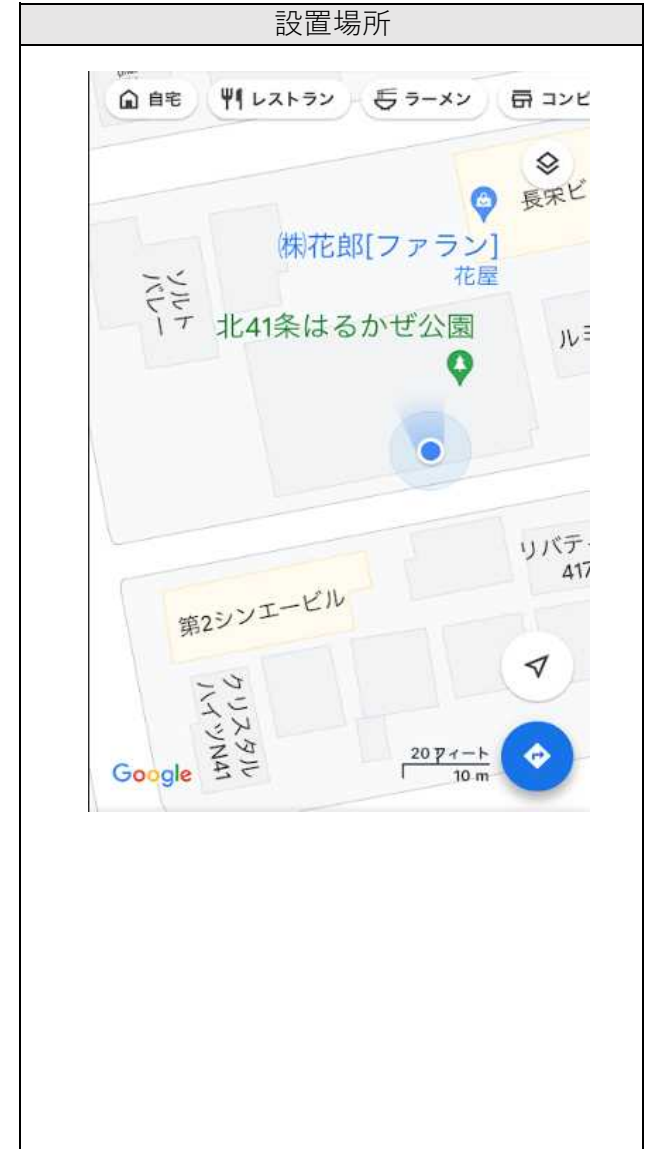 設置場所
自宅
レストラン
ラーメン
コンビ
長栄ビ
㈱花郎[ファラン]
花屋
ソルト
バレー
北41条はるかぜ公園
ルヨ
リバティ
417
第2シンエービル
クリスタル
ハイツN41
20 フィート
10 m
Google